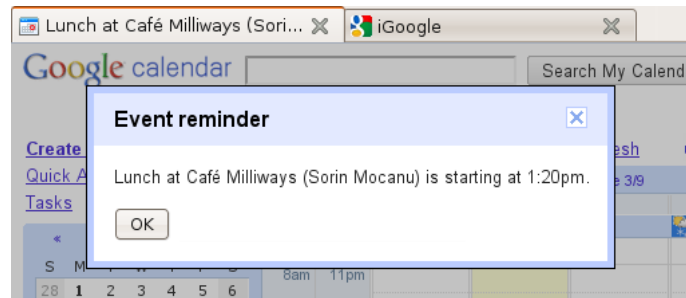 Lunch at Café Milliways (Sori...
iGoogle
Google calendar
Search My Calend
Event reminder
Create
esh
Lunch at Café Milliways (Sorin Mocanu) is starting at 1:20pm.
Quick A
e 3/9
Tasks
OK
«
S M
8am 11pm
28 1 2 3 4 5 6